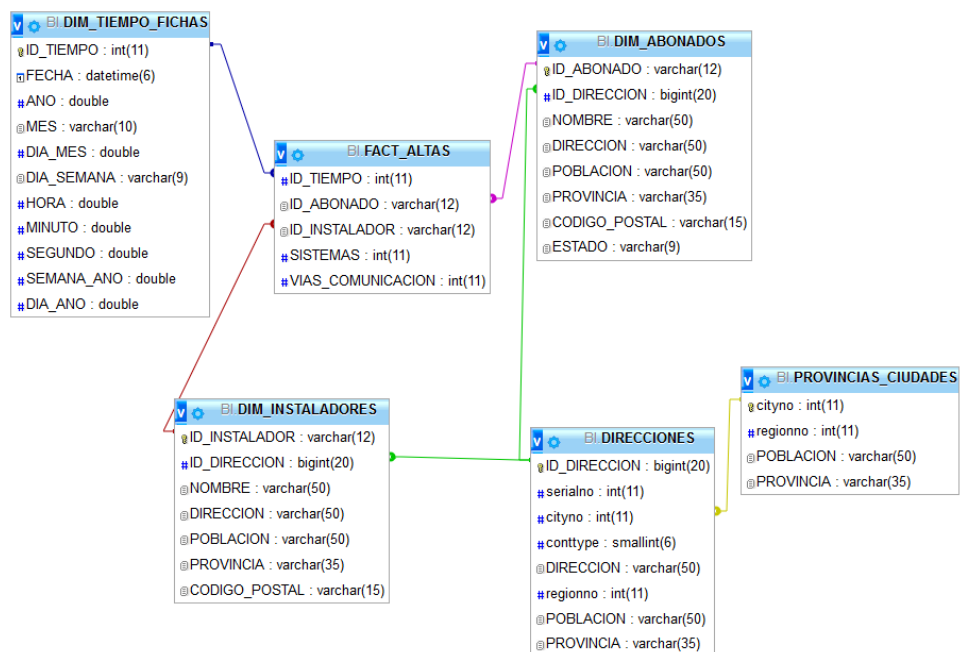 BI.DIM_TIEMPO_FICHAS
ID_TIEMPO : int(11)
FECHA : datetime(6)
ANO : double
MES : varchar(10)
DIA_MES : double
DIA_SEMANA : varchar(9)
HORA : double
MINUTO : double
SEGUNDO : double
SEMANA_ANO : double
DIA_ANO : double
BI.FACT_ALTAS
ID_TIEMPO : int(11)
ID_ABONADO : varchar(12)
ID_INSTALADOR : varchar(12)
SISTEMAS : int(11)
VIAS_COMUNICACION : int(11)
BI.DIM_ABONADOS
ID_ABONADO : varchar(12)
ID_DIRECCION : bigint(20)
NOMBRE : varchar(50)
DIRECCION : varchar(50)
POBLACION : varchar(50)
PROVINCIA : varchar(35)
CODIGO_POSTAL : varchar(15)
ESTADO : varchar(9)
BI.DIM_INSTALADORES
ID_INSTALADOR : varchar(12)
ID_DIRECCION : bigint(20)
NOMBRE : varchar(50)
DIRECCION : varchar(50)
POBLACION : varchar(50)
PROVINCIA : varchar(35)
CODIGO_POSTAL : varchar(15)
BI.DIRECCIONES
ID_DIRECCION : bigint(20)
serialno : int(11)
cityno : int(11)
conttype : smallint(6)
DIRECCION : varchar(50)
regionno : int(11)
POBLACION : varchar(50)
PROVINCIA : varchar(35)
BI.PROVINCIAS_CIUDADES
cityno : int(11)
regionno : int(11)
POBLACION : varchar(50)
PROVINCIA : varchar(35)